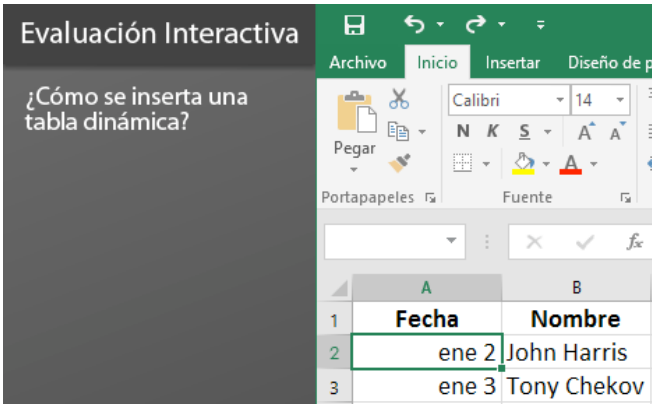 Evaluación Interactiva
¿Cómo se inserta una
tabla dinámica?
Archivo Inicio Insertar Diseño de p
Pegar
Calibri 14
N K S A A
A
Portapapeles Fuente
fx
A B
1 Fecha Nombre
2 ene 2 John Harris
3 ene 3 Tony Chekov